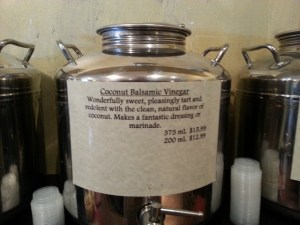 Coconut Balsamic Vinegar
Wonderfully sweet, pleasingly tart and
redolent with the clean, natural flavor of
coconut. Makes a fantastic dressing or
marinade.
375 ml. $15.99
200 ml. $12.99